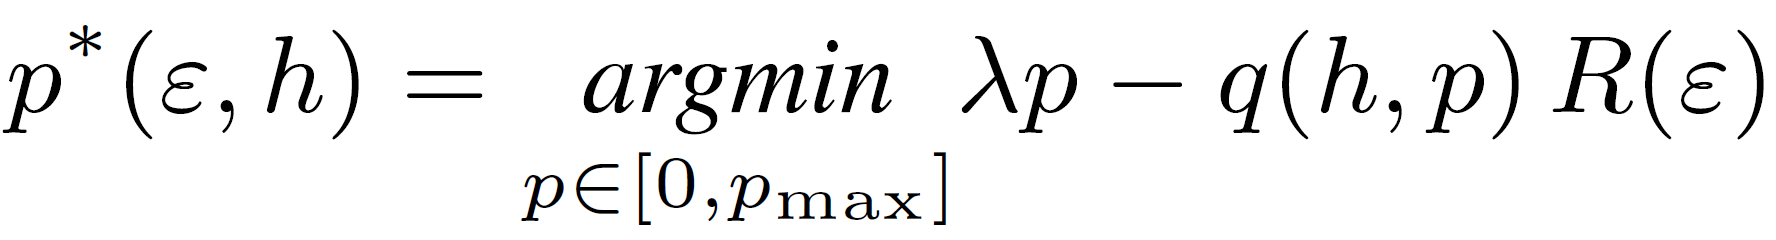 p*(ε, h) = argmin λp − q(h, p) R(ε)
p∈[0,pmax]